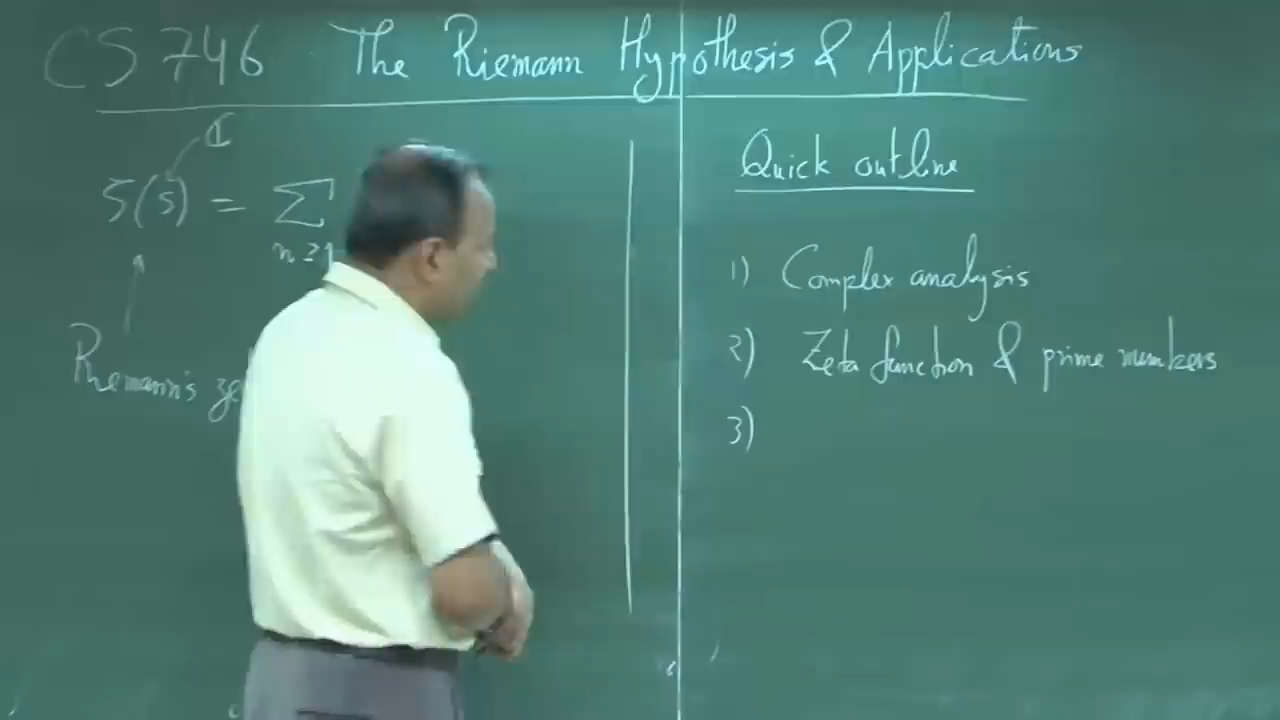 CS 746 The Riemann Hypothesis & Applications
ℂ
ζ(s) = Σ
n ≥ 1
Riemann's
Quick outline
1) Complex analysis
2) Zeta function & prime numbers
3)